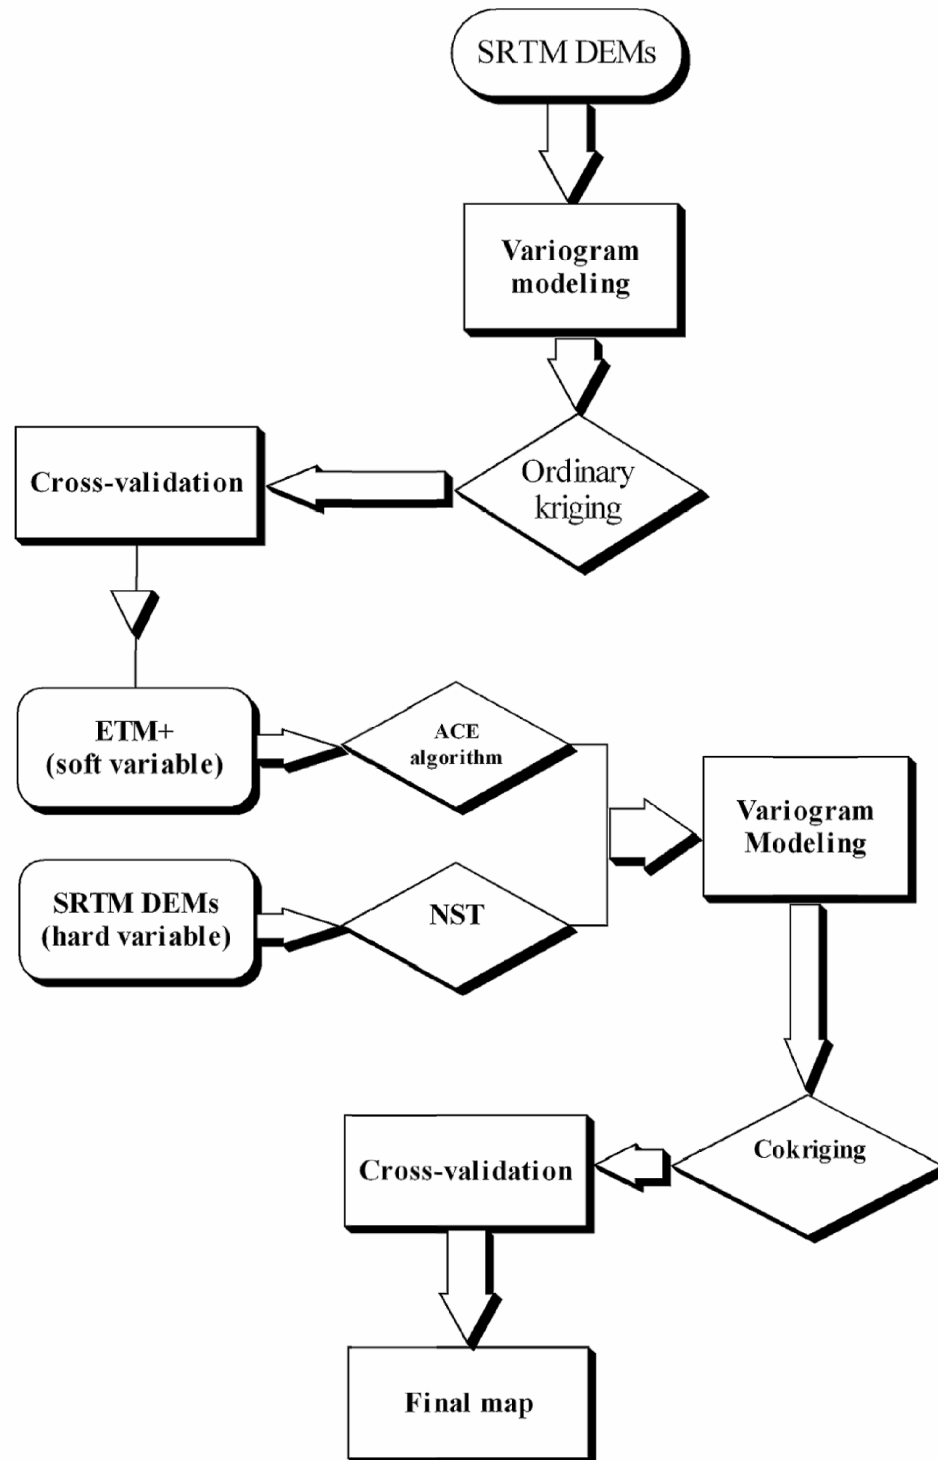 SRTM DEMs
Variogram
modeling
Ordinary
kriging
Cross-validation
ETM+
(soft variable)
ACE
algorithm
Variogram
Modeling
SRTM DEMs
(hard variable)
NST
Cokriging
Cross-validation
Final map